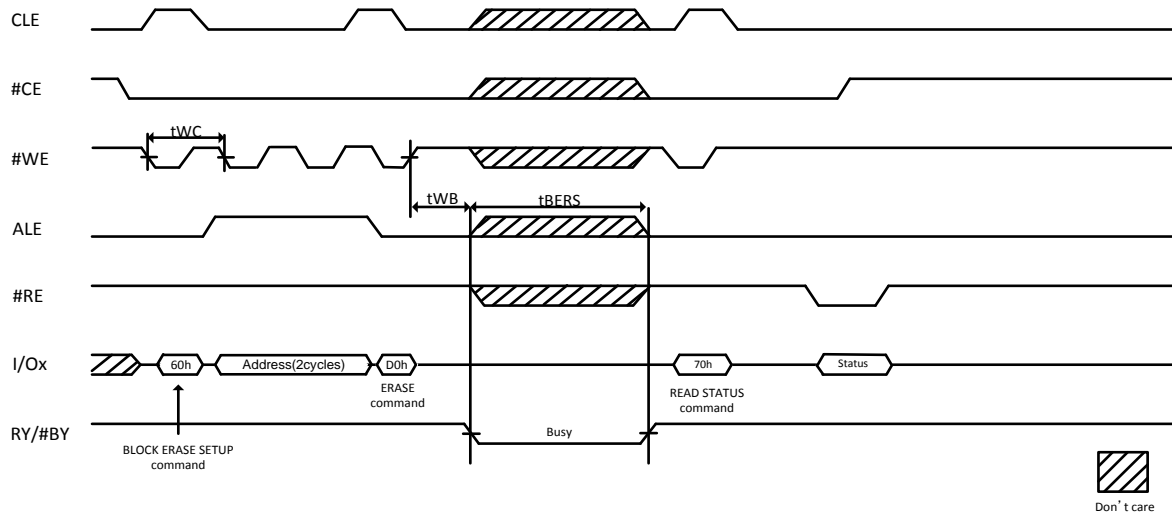 CLE
#CE
tWC
#WE
tWB
tBERS
ALE
#RE
I/Ox
60h
Address(2cycles)
D0h
70h
Status
ERASE
command
READ STATUS
command
RY/#BY
Busy
BLOCK ERASE SETUP
command
Don't care